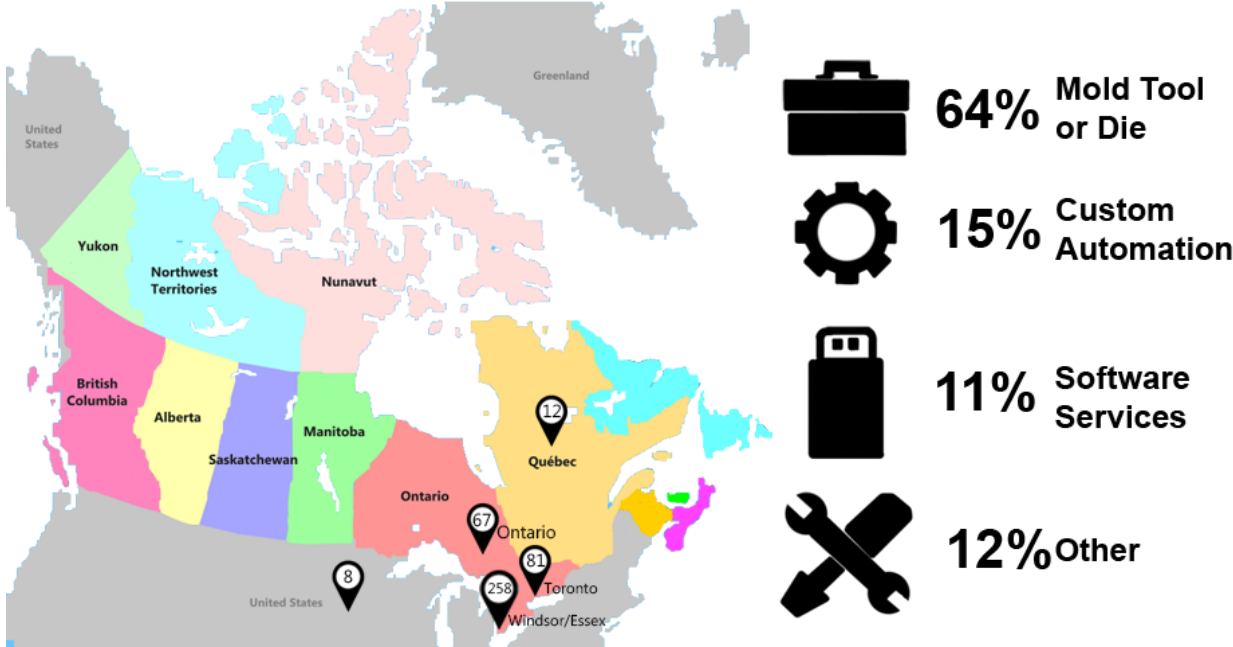 Greenland
United
States
Yukon
Northwest
Territories
Nunavut
British
Columbia
Alberta
Saskatchewan
Manitoba
Ontario
12
Québec
67
Ontario
81
Toronto
258
Windsor/Essex
8
United States
64% Mold Tool
or Die
15% Custom
Automation
11% Software
Services
12% Other